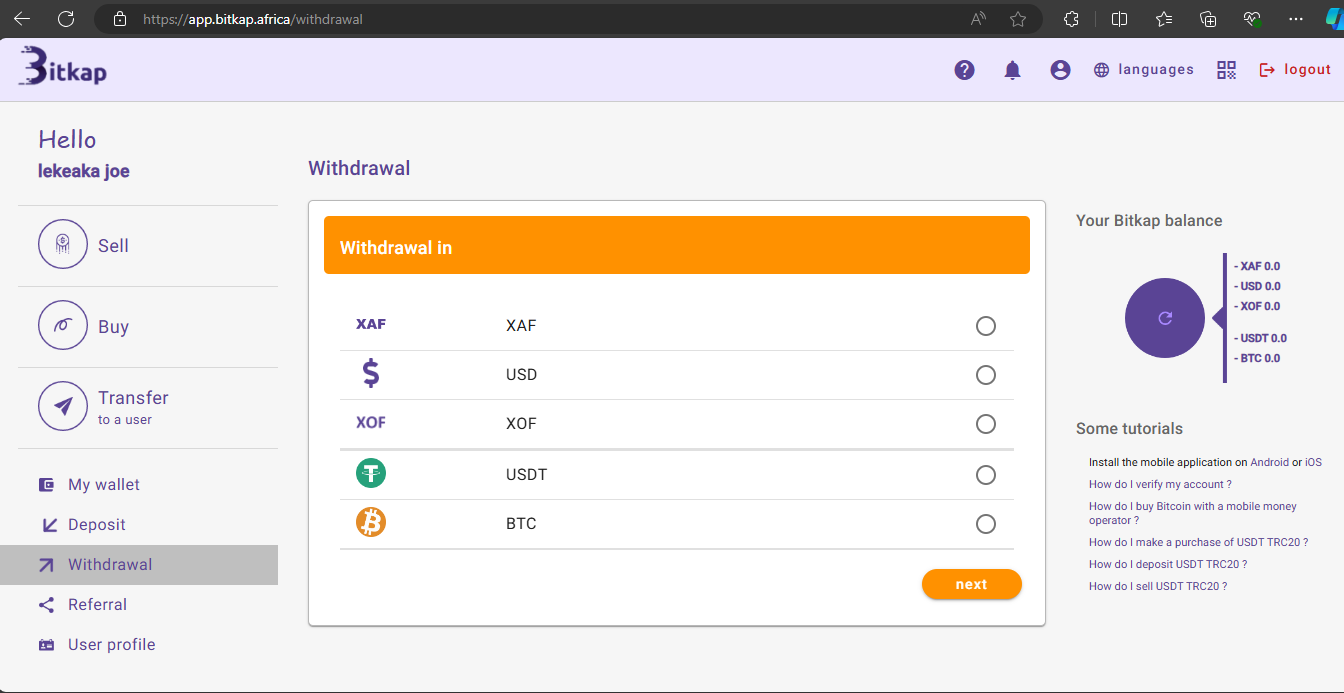 https://app.bitkap.africa/withdrawal
Bitkap
languages
logout
Hello
lekeaka joe
Sell
Buy
Transfer
to a user
My wallet
Deposit
Withdrawal
Referral
User profile
Withdrawal
Withdrawal in
XAF XAF
$ USD
XOF XOF
USDT
BTC
next
Your Bitkap balance
- XAF 0.0
- USD 0.0
- XOF 0.0
- USDT 0.0
- BTC 0.0
Some tutorials
Install the mobile application on Android or iOS
How do I verify my account ?
How do I buy Bitcoin with a mobile money
operator ?
How do I make a purchase of USDT TRC20 ?
How do I deposit USDT TRC20 ?
How do I sell USDT TRC20 ?